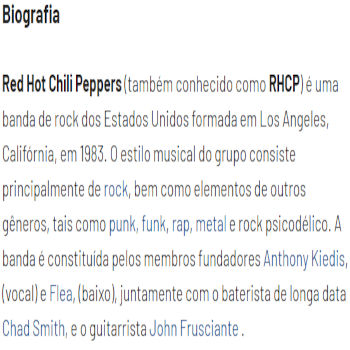 Biografia
Red Hot Chili Peppers (também conhecido como RHCP) é uma
banda de rock dos Estados Unidos formada em Los Angeles,
Califórnia, em 1983. O estilo musical do grupo consiste
principalmente de rock, bem como elementos de outros
gêneros, tais como punk, funk, rap, metal e rock psicodélico. A
banda é constituída pelos membros fundadores Anthony Kiedis,
(vocal) e Flea, (baixo), juntamente com o baterista de longa data
Chad Smith, e o guitarrista John Frusciante .